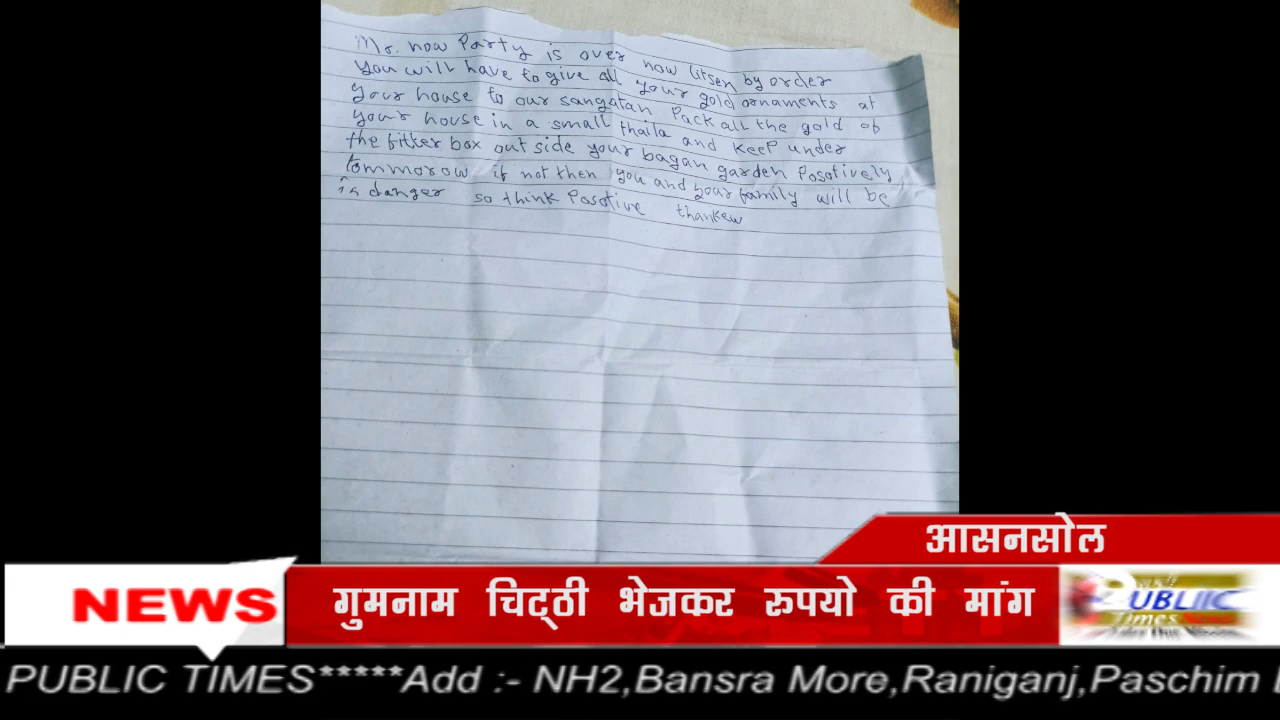 Mr. now Party is over now litsen by order
You will have to give all your gold ornaments at
your house to our sangatan Pack all the gold of
your house in a small thaila and keep under
the fitter box out side your bagan garden Posotively
tommorow if not then you and your family will be
in danger so think Posotive thankew
आसनसोल
NEWS
गुमनाम चिट्ठी भेजकर रुपयो की मांग
UBLIIC
Times
PUBLIC TIMES*****Add :- NH2,Bansra More,Raniganj,Paschim